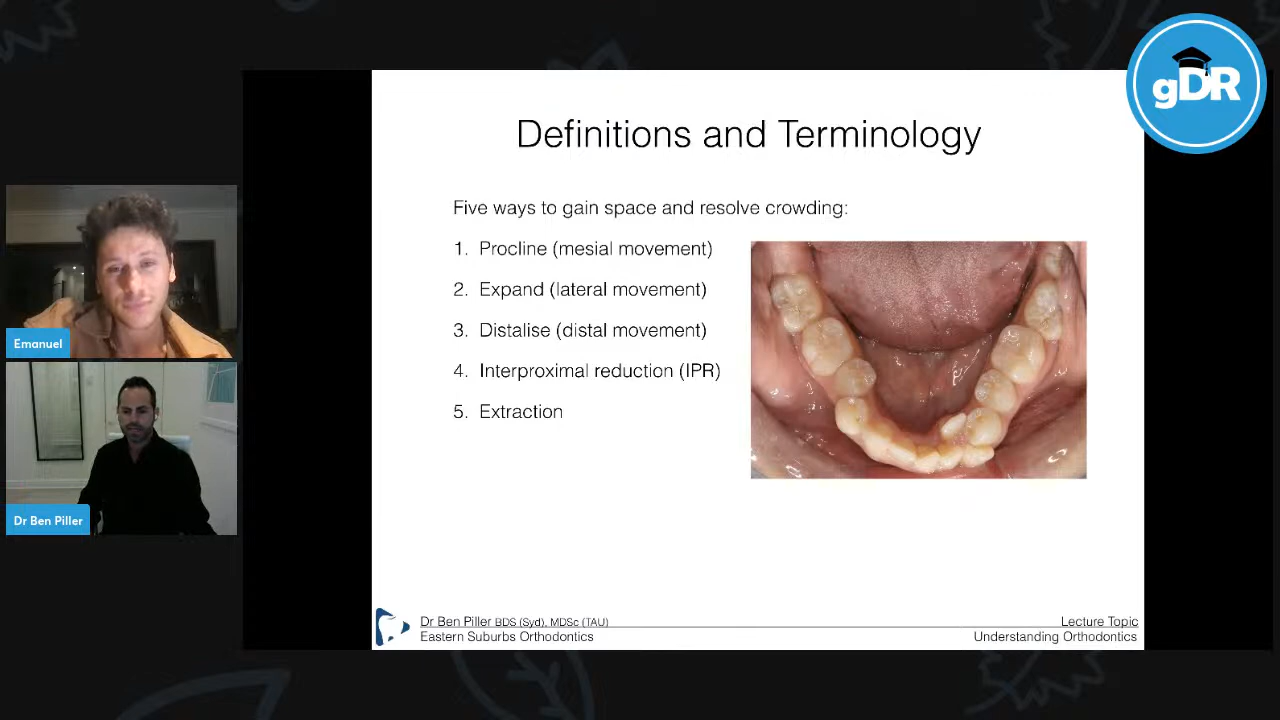 gDR
Definitions and Terminology
Five ways to gain space and resolve crowding:
1. Procline (mesial movement)
2. Expand (lateral movement)
3. Distalise (distal movement)
4. Interproximal reduction (IPR)
5. Extraction
Emanuel
Dr Ben Piller
Dr Ben Piller BDS (Syd), MDSc (TAU)
Eastern Suburbs Orthodontics
Lecture Topic
Understanding Orthodontics